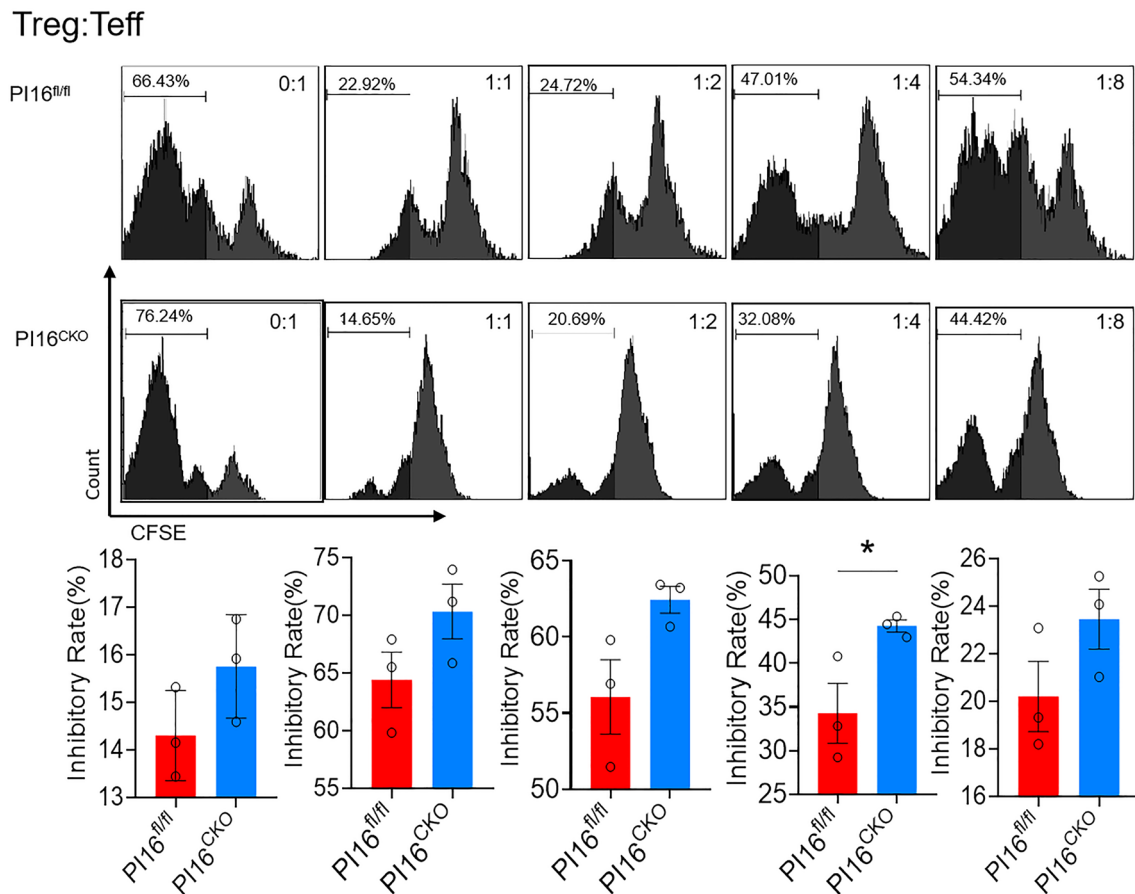 Treg:Teff
PI16fl/fl
66.43% 0:1
22.92% 1:1
24.72% 1:2
47.01% 1:4
54.34% 1:8
PI16CKO
76.24% 0:1
14.65% 1:1
20.69% 1:2
32.08% 1:4
44.42% 1:8
Count
CFSE
Inhibitory Rate(%)
18
17
16
15
14
13
PI16fl/fl
PI16CKO
Inhibitory Rate(%)
75
70
65
60
55
PI16fl/fl
PI16CKO
Inhibitory Rate(%)
65
60
55
50
PI16fl/fl
PI16CKO
Inhibitory Rate(%)
*
50
45
40
35
30
25
PI16fl/fl
PI16CKO
Inhibitory Rate(%)
26
24
22
20
18
16
PI16fl/fl
PI16CKO